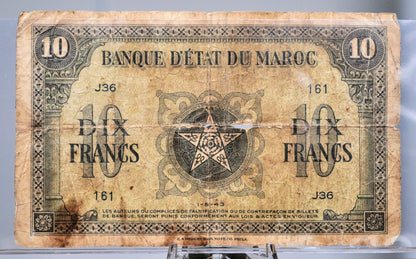 10 BANQUE D'ÉTAT DU MAROC 10
J36 161
10 10
DIX DIX
FRANCS FRANCS
161 J36
1-5-43
LES AUTEURS OU COMPLICES DE FALSIFICATION OU DE CONTREFAÇON DE BILLETS
DE BANQUE, SERONT PUNIS CONFORMÉMENT AUX LOIS & ACTES EN VIGUEUR.